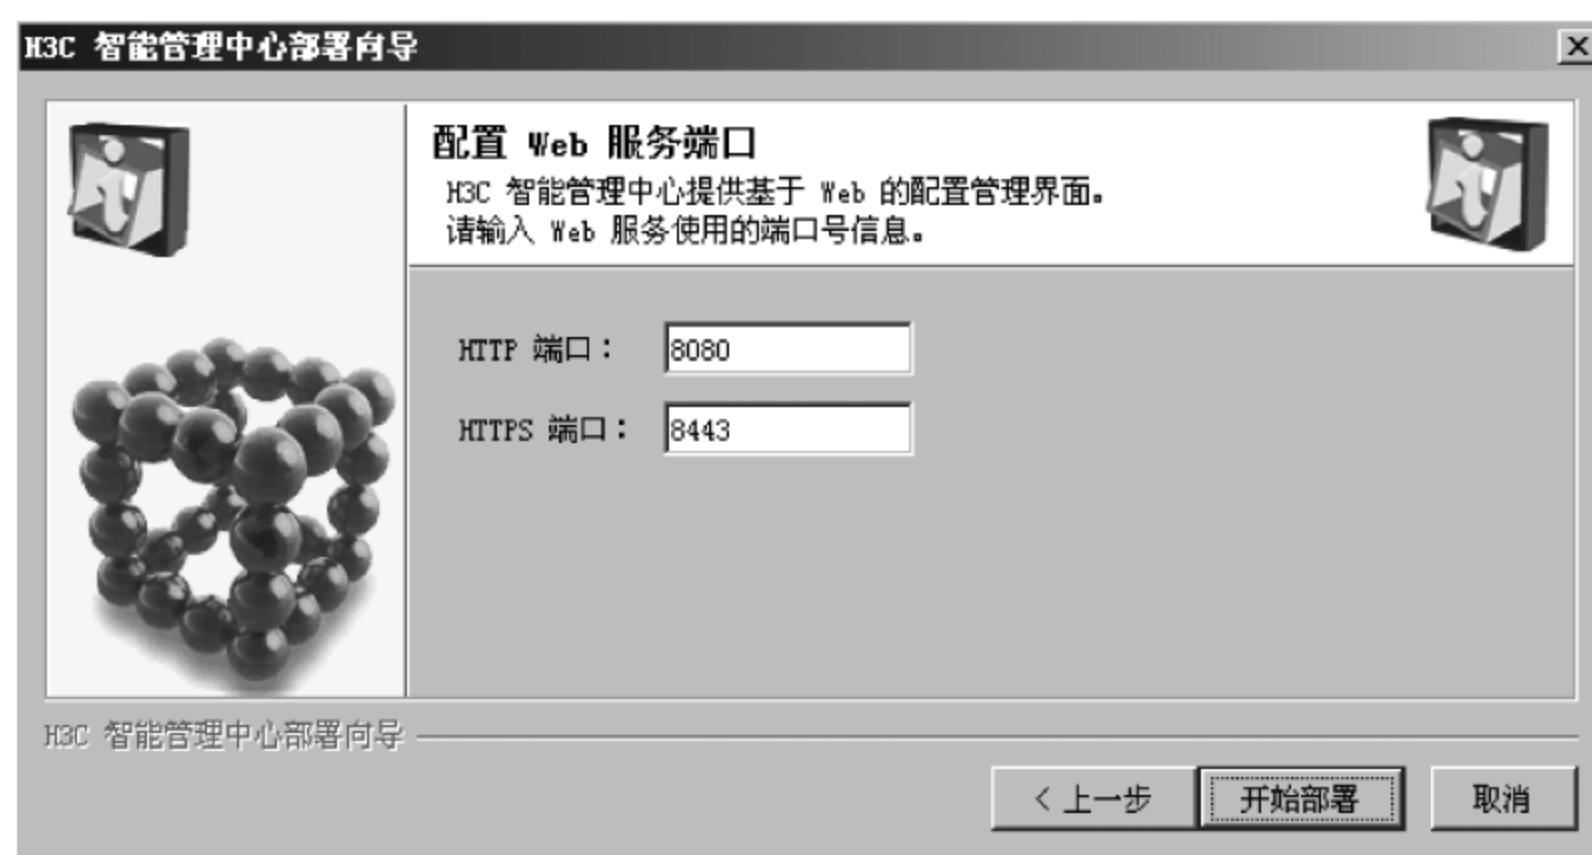 H3C 智能管理中心部署向导
配置 Web 服务端口
H3C 智能管理中心提供基于 Web 的配置管理界面。
请输入 Web 服务使用的端口号信息。
HTTP 端口： 8080
HTTPS 端口： 8443
H3C 智能管理中心部署向导
< 上一步 开始部署 取消